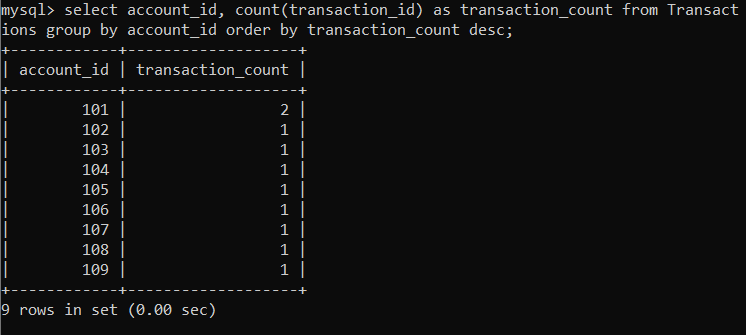 mysql> select account_id, count(transaction_id) as transaction_count from Transact
ions group by account_id order by transaction_count desc;
+------------+-------------------+
| account_id | transaction_count |
+------------+-------------------+
|        101 |                 2 |
|        102 |                 1 |
|        103 |                 1 |
|        104 |                 1 |
|        105 |                 1 |
|        106 |                 1 |
|        107 |                 1 |
|        108 |                 1 |
|        109 |                 1 |
+------------+-------------------+
9 rows in set (0.00 sec)